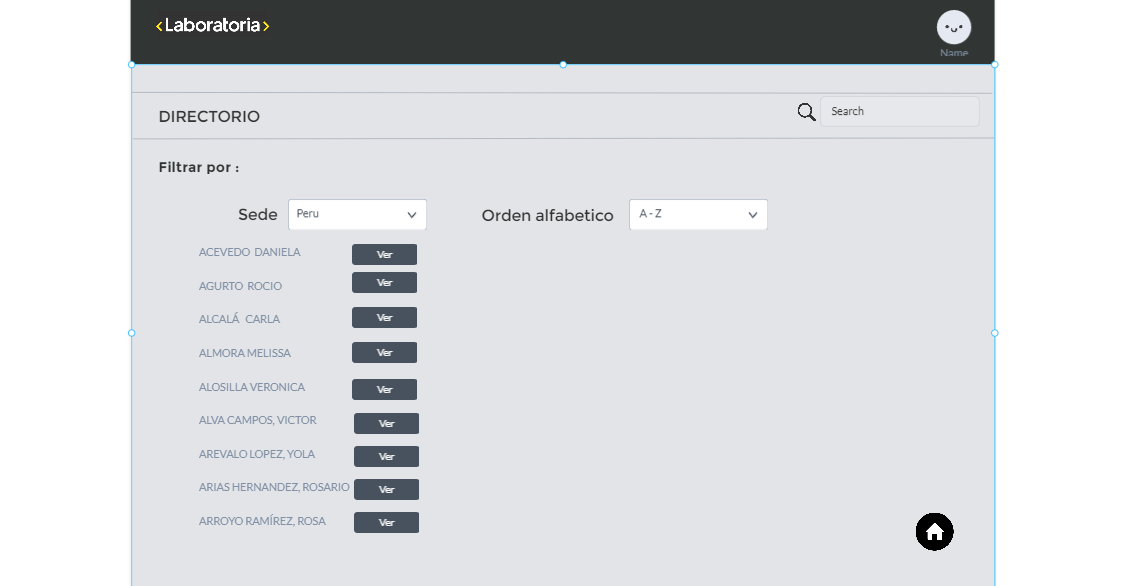 <Laboratoria>
Name
DIRECTORIO
Search
Filtrar por :
Sede
Peru
Orden alfabetico
A - Z
ACEVEDO DANIELA Ver
AGURTO ROCIO Ver
ALCALÁ CARLA Ver
ALMORA MELISSA Ver
ALOSILLA VERONICA Ver
ALVA CAMPOS, VICTOR Ver
AREVALO LOPEZ, YOLA Ver
ARIAS HERNANDEZ, ROSARIO Ver
ARROYO RAMÍREZ, ROSA Ver